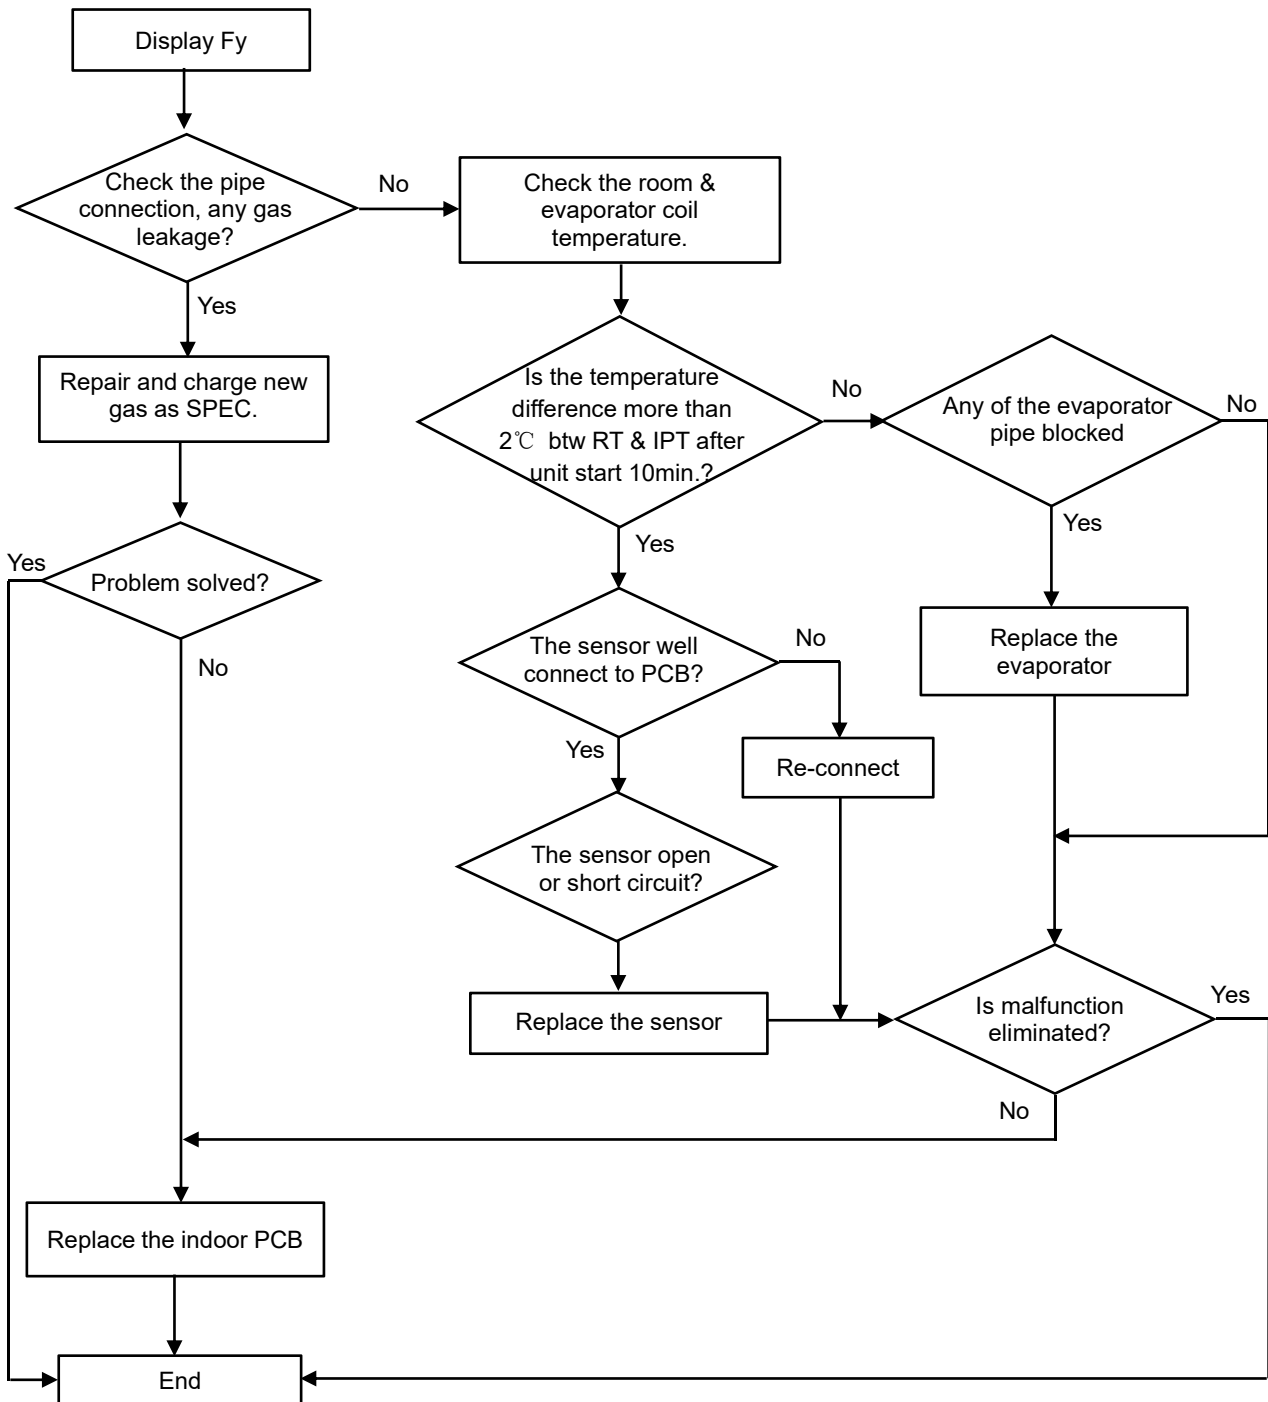 Display Fy
Check the pipe
connection, any gas
leakage?
No
Check the room &
evaporator coil
temperature.
Yes
Repair and charge new
gas as SPEC.
Is the temperature
difference more than
2℃ btw RT & IPT after
unit start 10min.?
No
Any of the evaporator
pipe blocked
No
Yes
Yes
Yes
Problem solved?
No
The sensor well
connect to PCB?
No
Replace the
evaporator
Yes
Re-connect
The sensor open
or short circuit?
Replace the sensor
Is malfunction
eliminated?
Yes
No
Replace the indoor PCB
End